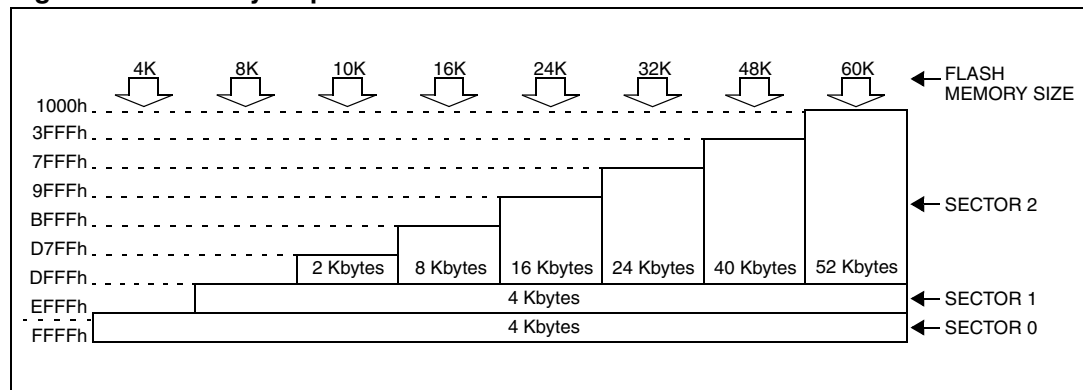 4K 8K 10K 16K 24K 32K 48K 60K
FLASH
MEMORY SIZE
1000h
3FFFh
7FFFh
9FFFh
SECTOR 2
BFFFh
D7FFh
2 Kbytes 8 Kbytes 16 Kbytes 24 Kbytes 40 Kbytes 52 Kbytes
DFFFh
4 Kbytes
SECTOR 1
EFFFh
4 Kbytes
SECTOR 0
FFFFh